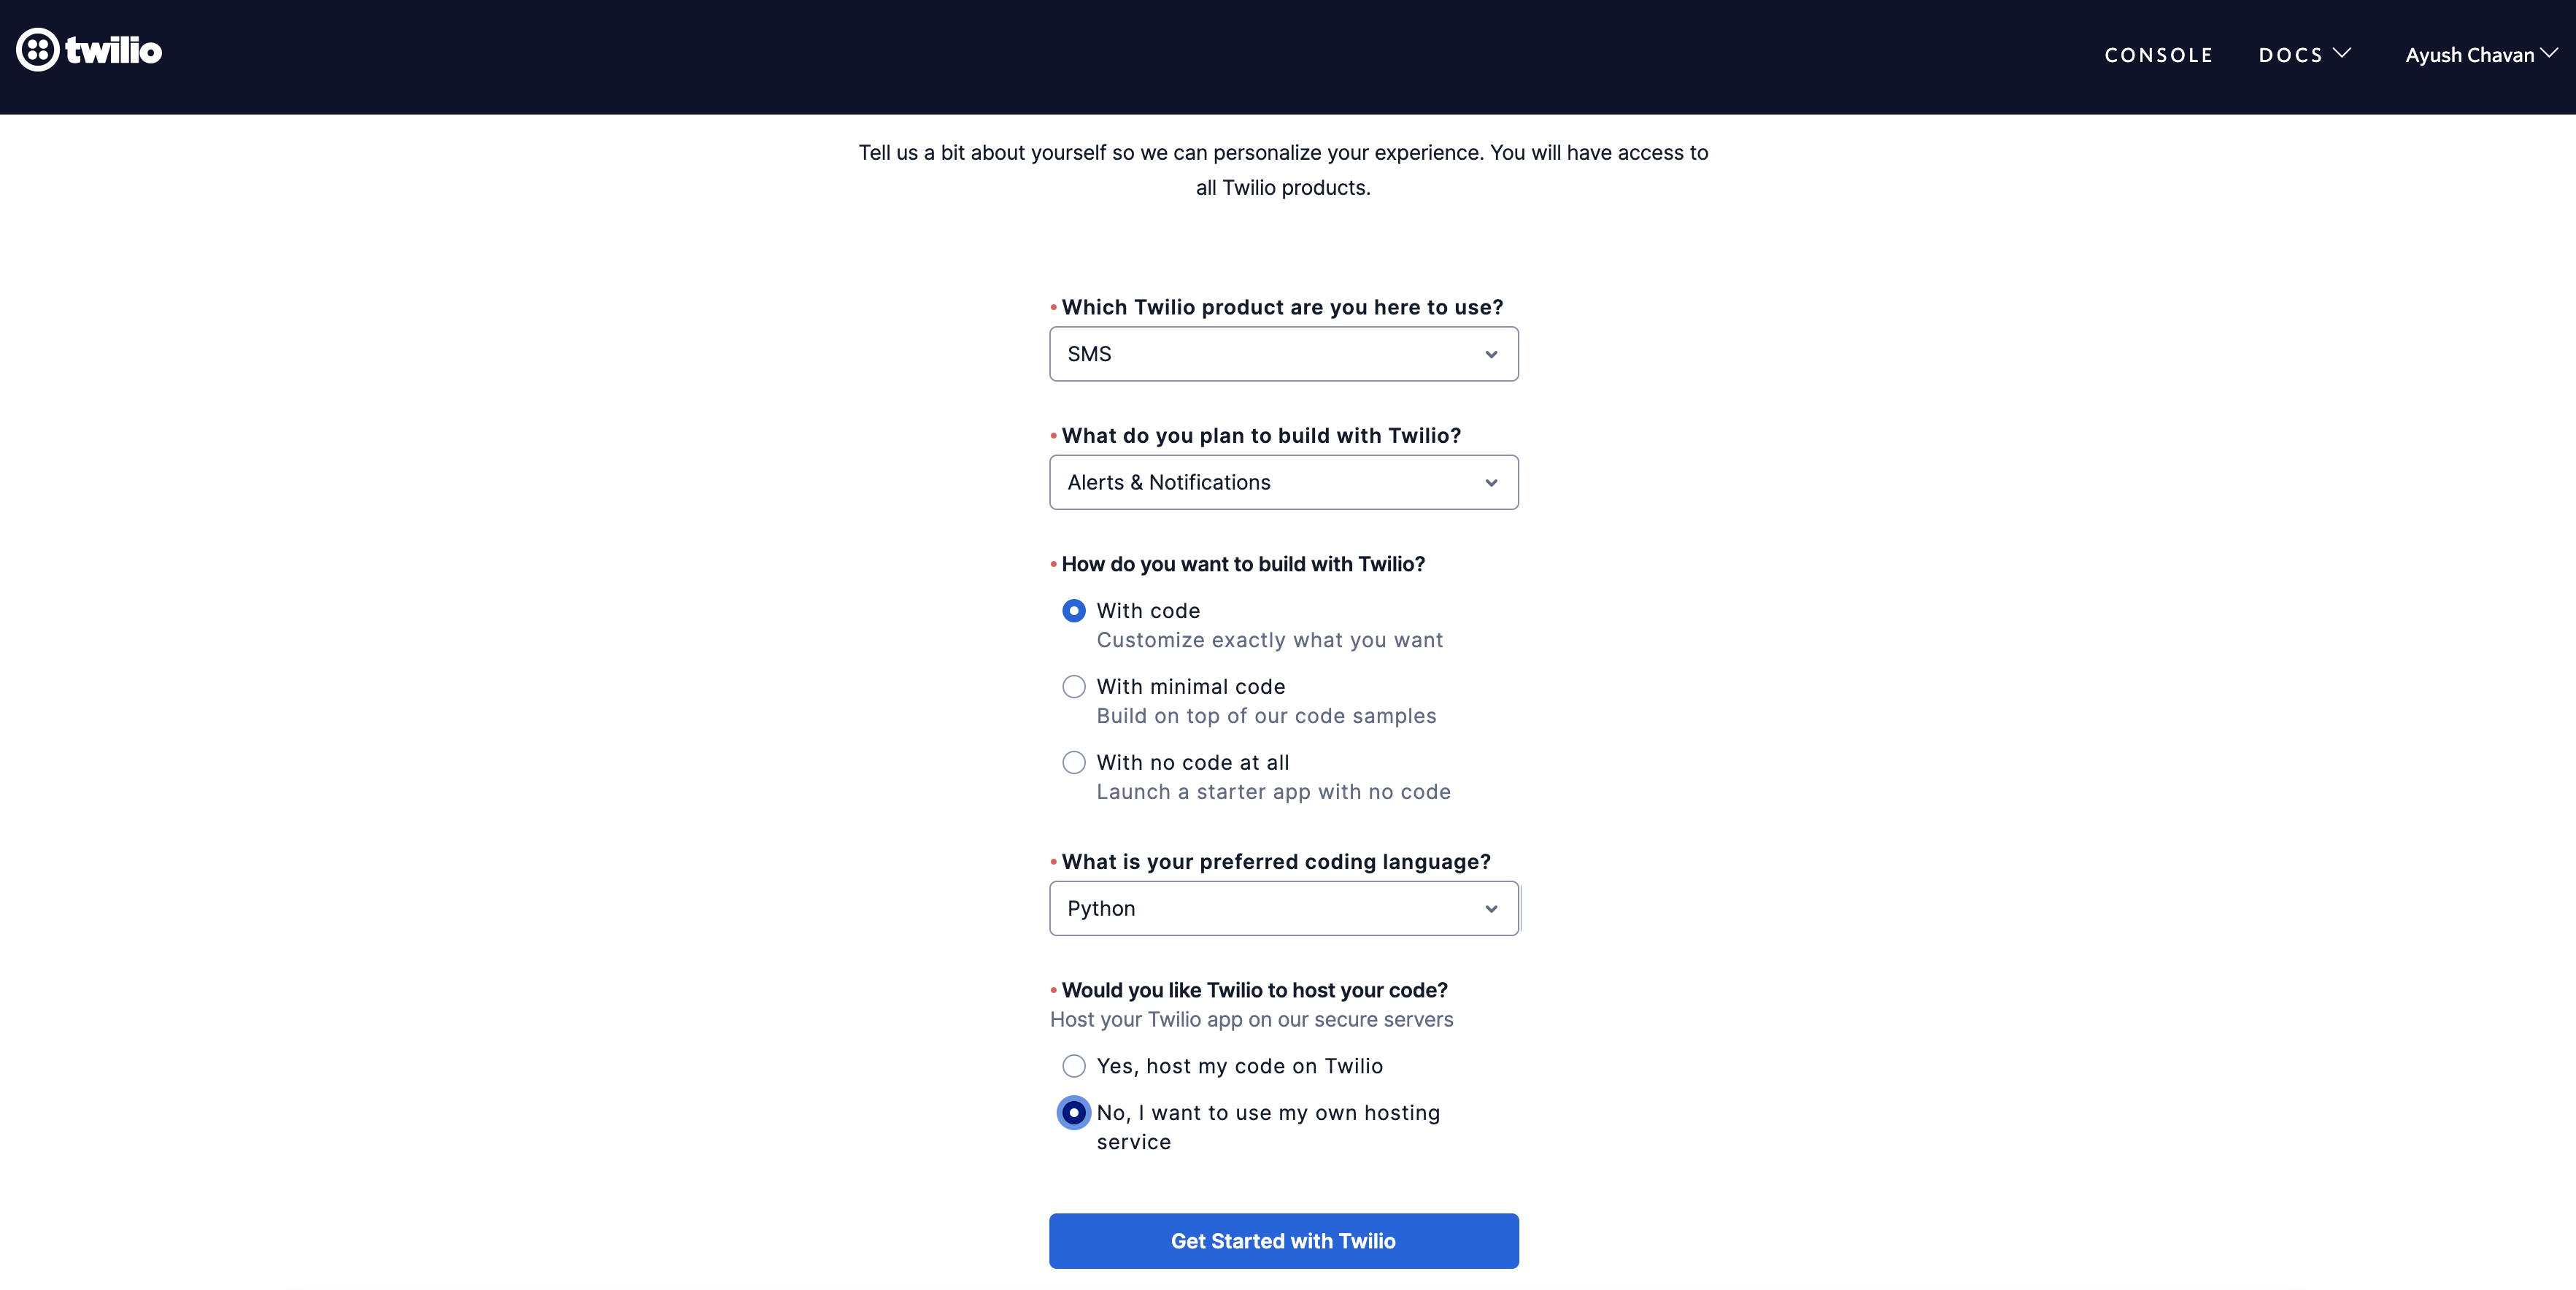 twilio
CONSOLE
DOCS
Ayush Chavan
Tell us a bit about yourself so we can personalize your experience. You will have access to
all Twilio products.
• Which Twilio product are you here to use?
SMS
• What do you plan to build with Twilio?
Alerts & Notifications
• How do you want to build with Twilio?
With code
Customize exactly what you want
With minimal code
Build on top of our code samples
With no code at all
Launch a starter app with no code
• What is your preferred coding language?
Python
• Would you like Twilio to host your code?
Host your Twilio app on our secure servers
Yes, host my code on Twilio
No, I want to use my own hosting
service
Get Started with Twilio